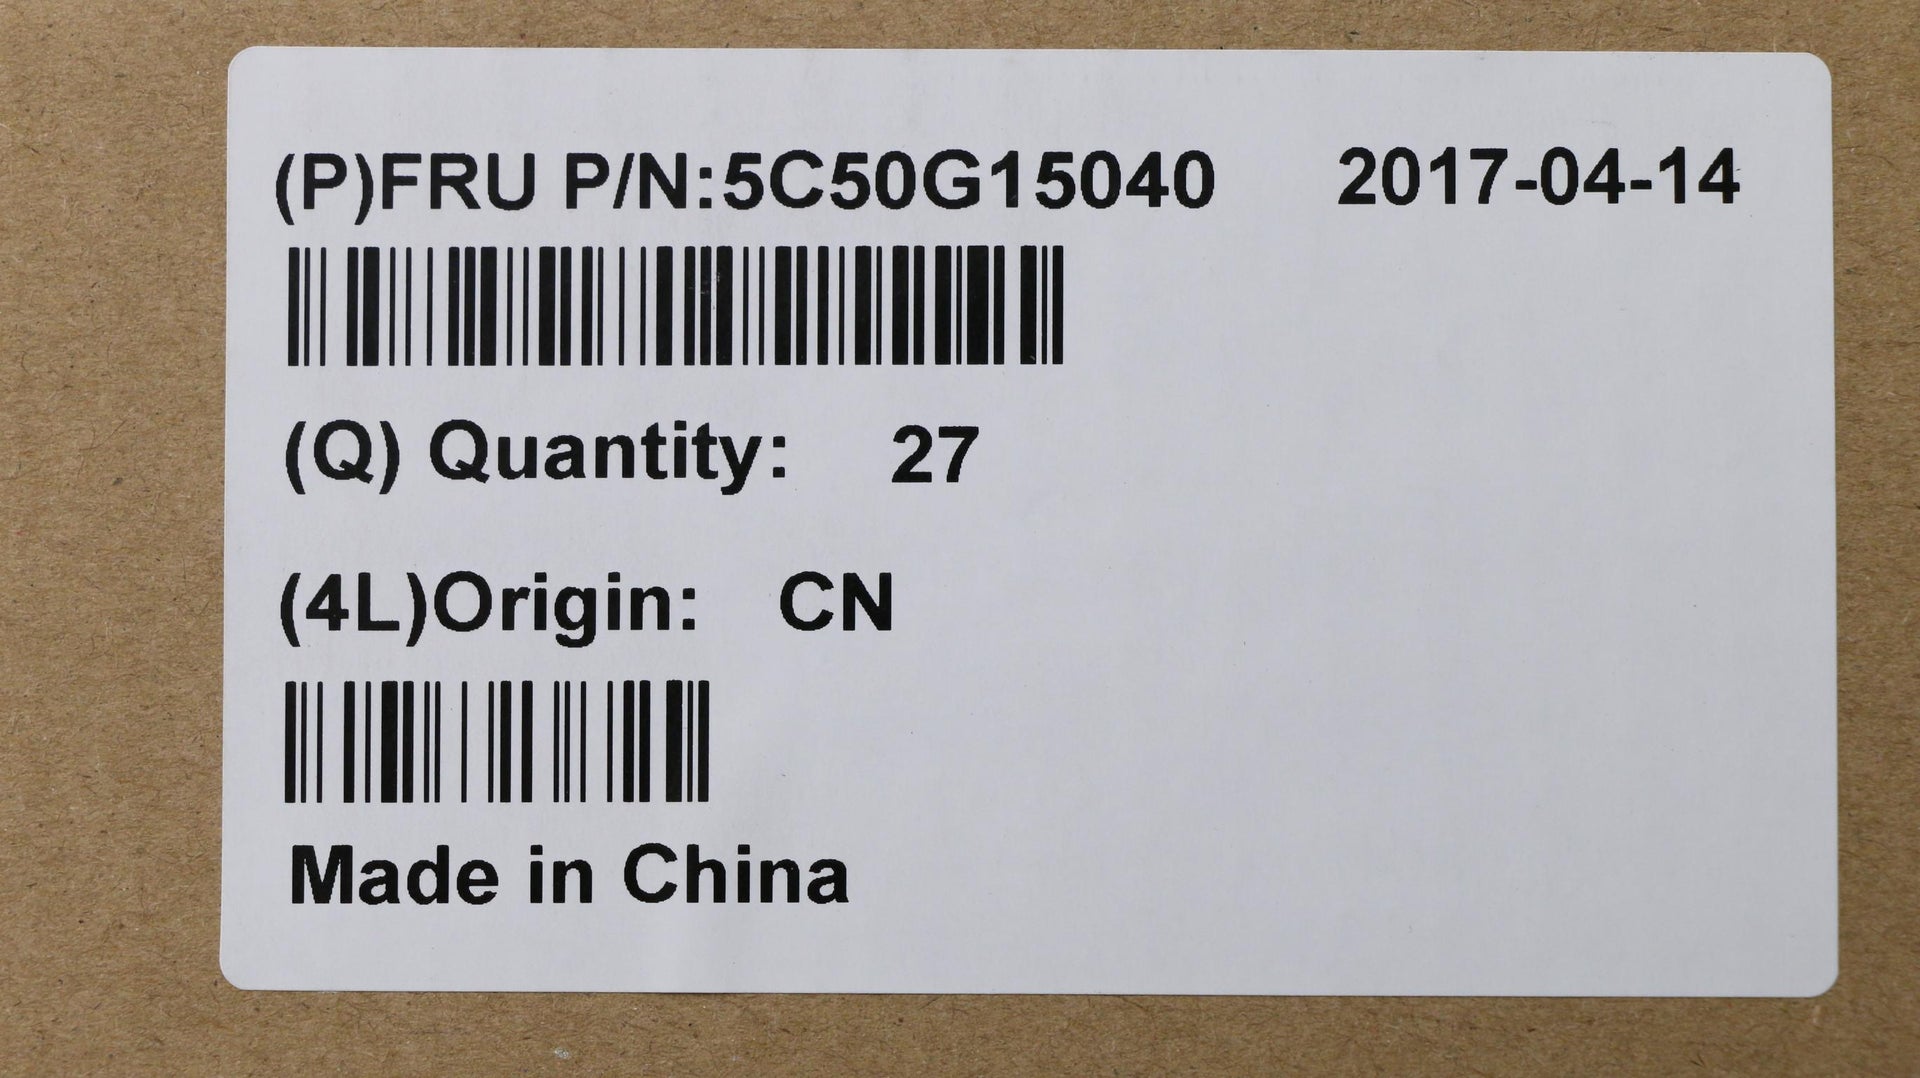 (P)FRU P/N:5C50G15040 2017-04-14
(Q) Quantity: 27
(4L)Origin: CN
Made in China